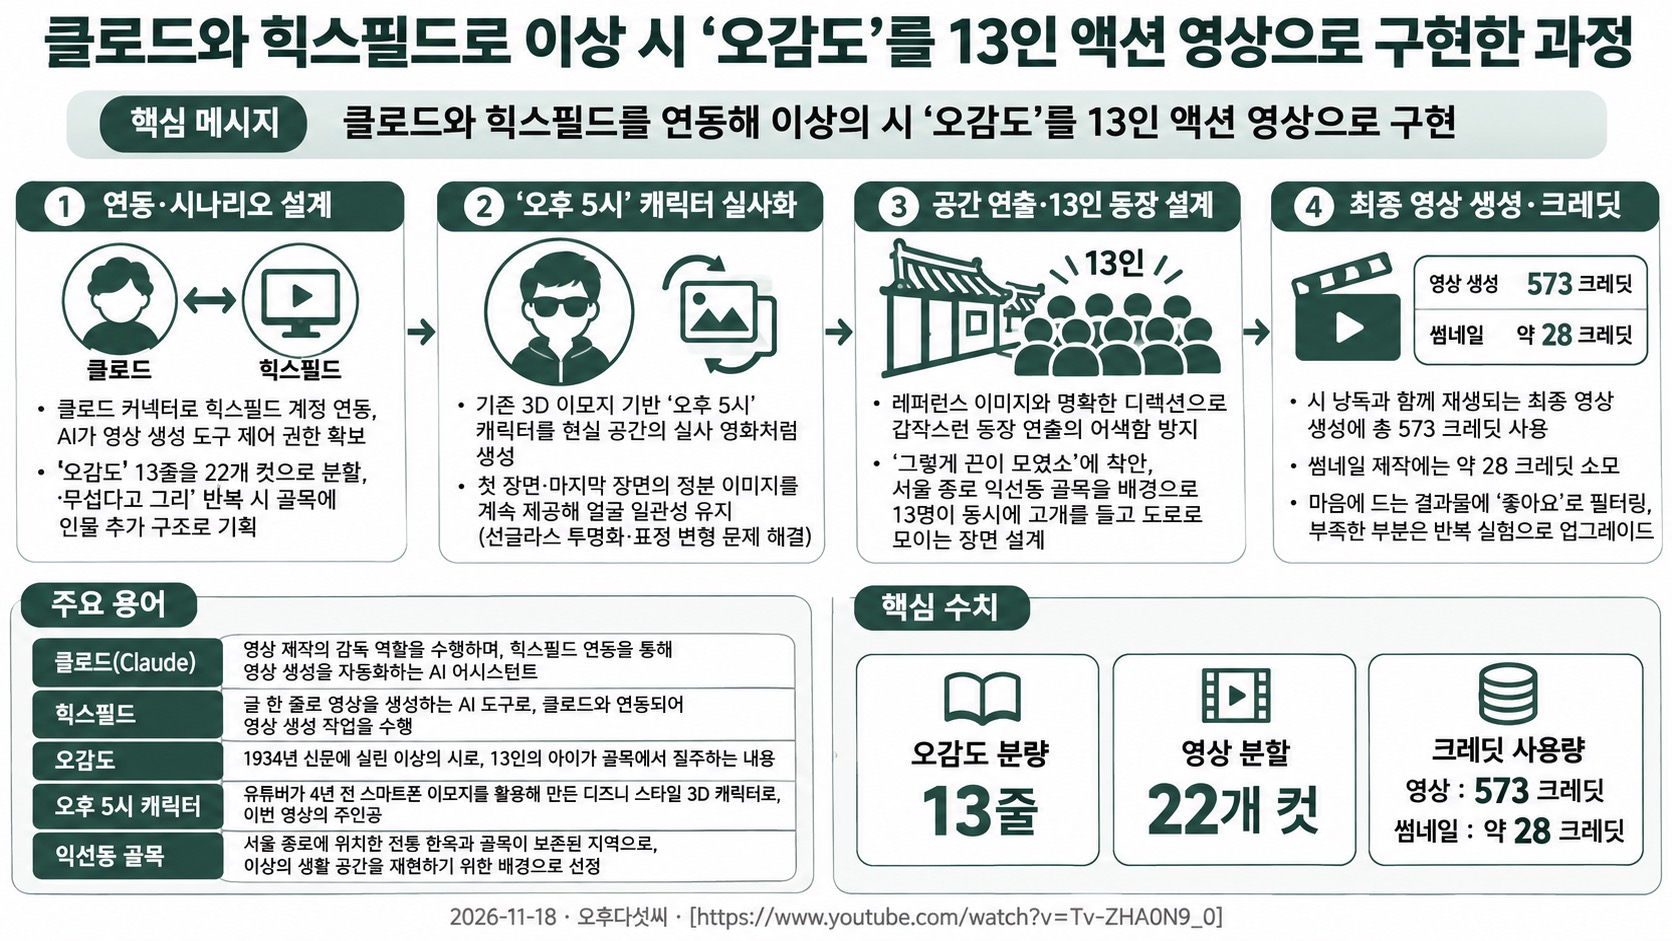 클로드와 힉스필드로 이상 시 ‘오감도’를 13인 액션 영상으로 구현한 과정
핵심 메시지
클로드와 힉스필드를 연동해 이상의 시 ‘오감도’를 13인 액션 영상으로 구현
1 연동·시나리오 설계
클로드
힉스필드
• 클로드 커넥터로 힉스필드 계정 연동,
AI가 영상 생성 도구 제어 권한 확보
• ‘오감도’ 13줄을 22개 컷으로 분할,
‘무섭다고 그리’ 반복 시 골목에
인물 추가 구조로 기획
2 ‘오후 5시’ 캐릭터 실사화
• 기존 3D 이모지 기반 ‘오후 5시’
캐릭터를 현실 공간의 실사 영화처럼
생성
• 첫 장면·마지막 장면의 정분 이미지를
계속 제공해 얼굴 일관성 유지
(선글라스 투명화·표정 변형 문제 해결)
3 공간 연출·13인 동장 설계
13인
• 레퍼런스 이미지와 명확한 디랙션으로
갑작스런 동장 연출의 어색함 방지
• ‘그렇게 끈이 모였소’에 착안,
서울 종로 익선동 골목을 배경으로
13명이 동시에 고개를 들고 도로로
모이는 장면 설계
4 최종 영상 생성·크레딧
영상 생성 573 크레딧
썸네일 약 28 크레딧
• 시 낭독과 함께 재생되는 최종 영상
생성에 총 573 크레딧 사용
• 썸네일 제작에는 약 28 크레딧 소모
• 마음에 드는 결과물에 ‘좋아요’로 필터링,
부족한 부분은 반복 실험으로 업그레이드
주요 용어
클로드(Claude)
영상 제작의 감독 역할을 수행하며, 힉스필드 연동을 통해
영상 생성을 자동화하는 AI 어시스턴트
힉스필드
글 한 줄로 영상을 생성하는 AI 도구로, 클로드와 연동되어
영상 생성 작업을 수행
오감도
1934년 신문에 실린 이상의 시로, 13인의 아이가 골목에서 질주하는 내용
오후 5시 캐릭터
유튜버가 4년 전 스마트폰 이모지를 활용해 만든 디즈니 스타일 3D 캐릭터로,
이번 영상의 주인공
익선동 골목
서울 종로에 위치한 전통 한옥과 골목이 보존된 지역으로,
이상의 생활 공간을 재현하기 위한 배경으로 선정
핵심 수치
오감도 분량
13줄
영상 분할
22개 컷
크레딧 사용량
영상 : 573 크레딧
썸네일 : 약 28 크레딧
2026-11-18 · 오후다섯씨 · [https://www.youtube.com/watch?v=Tv-ZHA0N9_0]